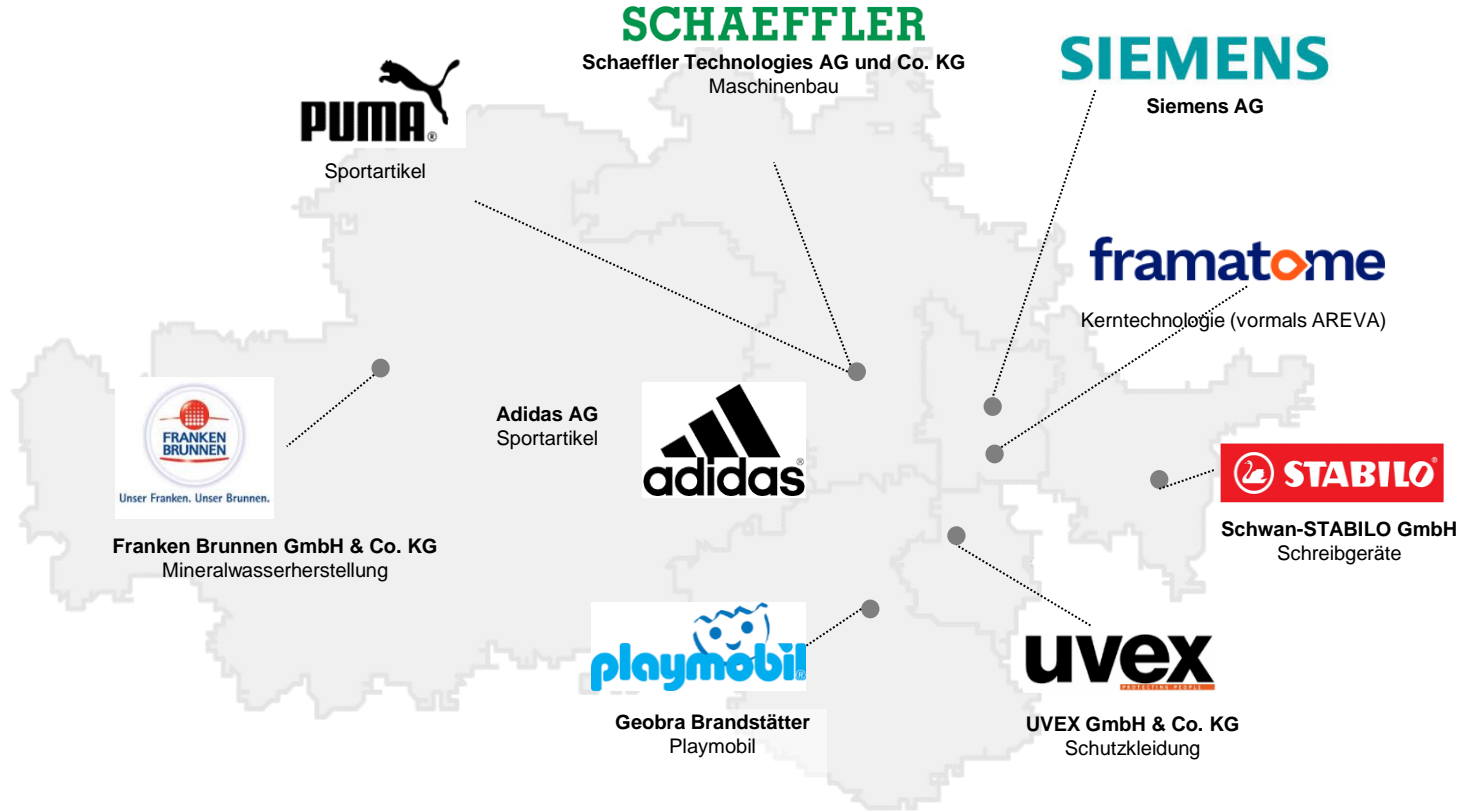 SCHAEFFLER
Schaeffler Technologies AG und Co. KG
Maschinenbau
SIEMENS
Siemens AG
PUMA®
Sportartikel
framatome
Kerntechnologie (vormals AREVA)
FRANKEN
BRUNNEN
Unser Franken. Unser Brunnen.
Franken Brunnen GmbH & Co. KG
Mineralwasserherstellung
Adidas AG
Sportartikel
adidas®
STABILO®
Schwan-STABILO GmbH
Schreibgeräte
playmobil®
Geobra Brandstätter
Playmobil
uvex
PROTECTING PEOPLE
UVEX GmbH & Co. KG
Schutzkleidung